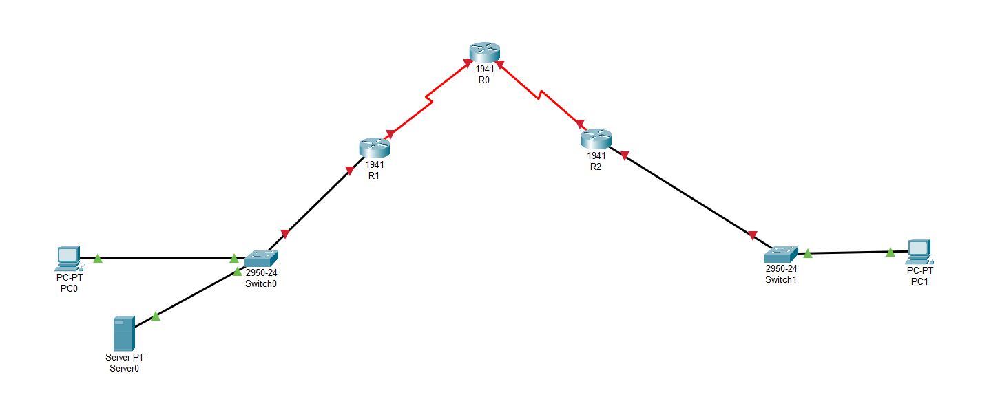 1941
R0
1941
R1
1941
R2
PC-PT
PC0
2950-24
Switch0
Server-PT
Server0
2950-24
Switch1
PC-PT
PC1